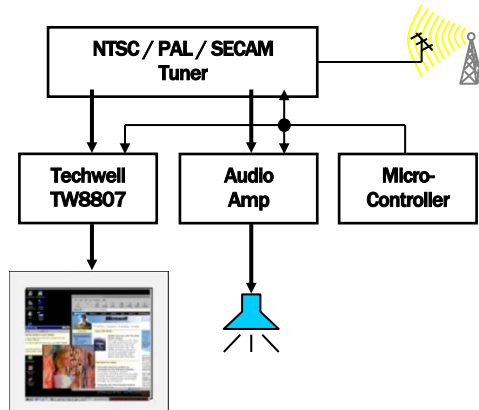 NTSC / PAL / SECAM
Tuner
Techwell
TW8807
Audio
Amp
Micro-
Controller